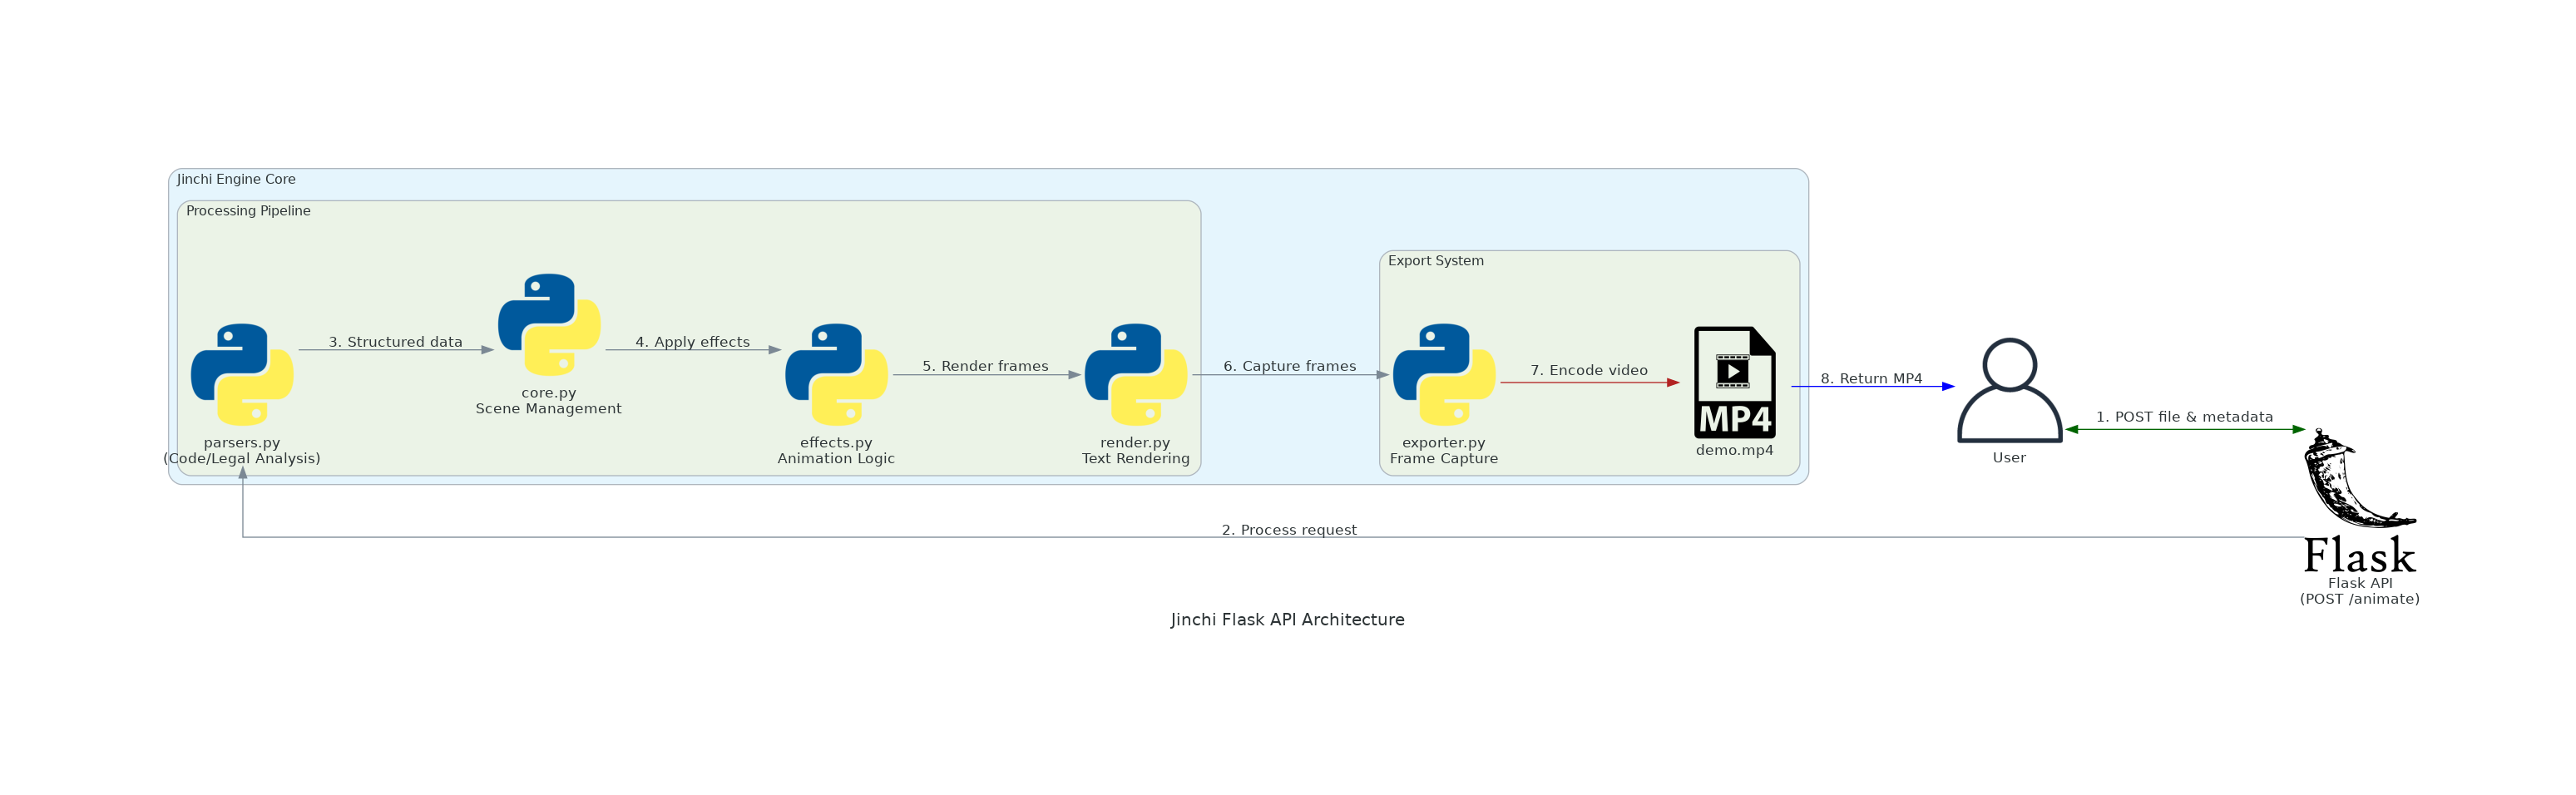 Jinchi Engine Core
Processing Pipeline
Export System
3. Structured data
4. Apply effects
5. Render frames
6. Capture frames
7. Encode video
8. Return MP4
1. POST file & metadata
core.py
Scene Management
parsers.py
(Code/Legal Analysis)
effects.py
Animation Logic
render.py
Text Rendering
exporter.py
Frame Capture
MP4
demo.mp4
User
2. Process request
Flask
Flask API
(POST /animate)
Jinchi Flask API Architecture